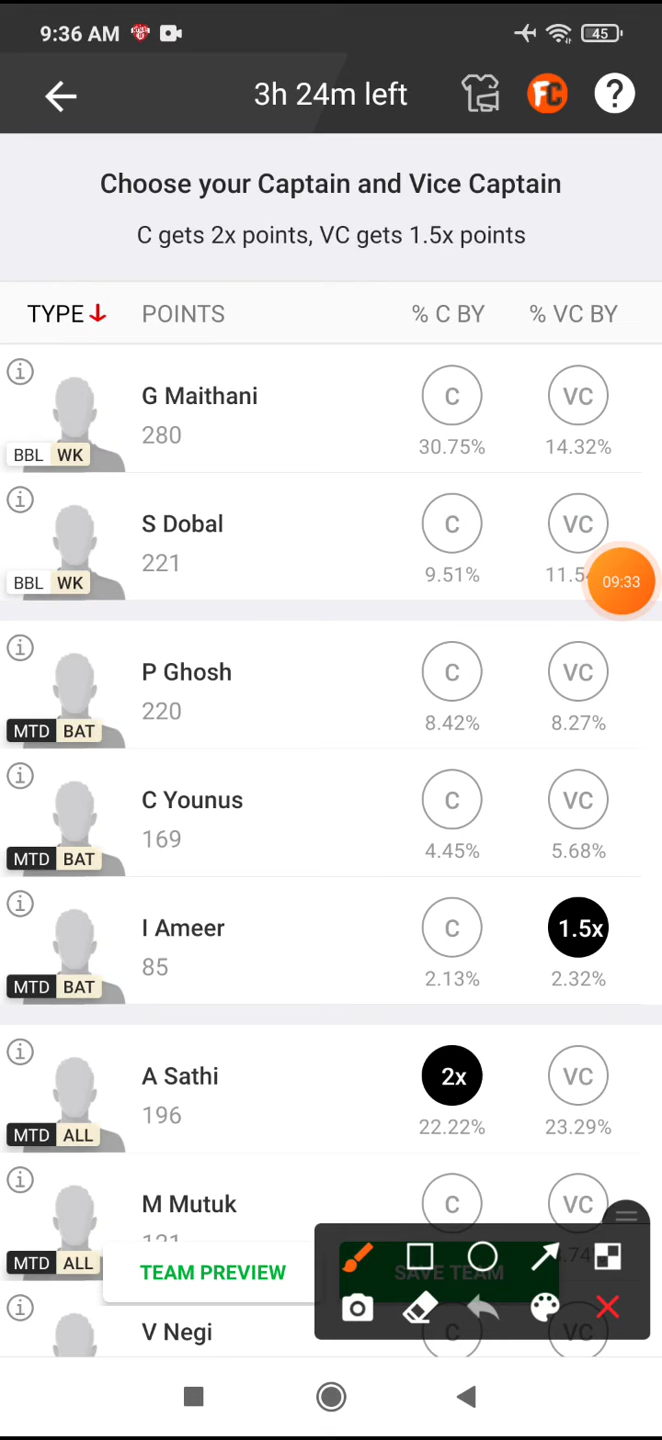 9:36 AM
45
3h 24m left
FC
?
Choose your Captain and Vice Captain
C gets 2x points, VC gets 1.5x points
TYPE POINTS % C BY % VC BY
G Maithani C VC
280
BBL WK 30.75% 14.32%
S Dobal C VC
221
BBL WK 9.51% 11.5
09:33
P Ghosh C VC
220
MTD BAT 8.42% 8.27%
C Younus C VC
169
MTD BAT 4.45% 5.68%
I Ameer C 1.5x
85
MTD BAT 2.13% 2.32%
A Sathi 2x VC
196
MTD ALL 22.22% 23.29%
M Mutuk C VC
MTD ALL
TEAM PREVIEW SAVE TEAM
V Negi C VC